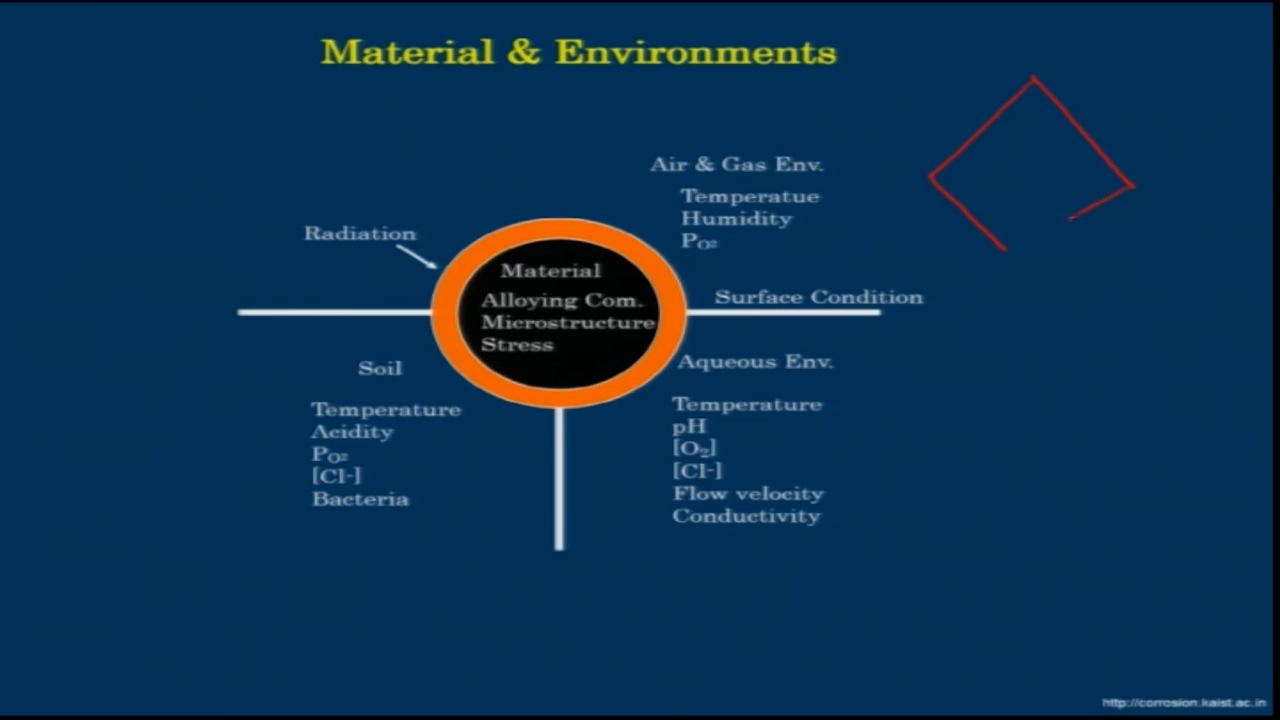 Material & Environments
Air & Gas Env.
Temperatue
Humidity
Po₂
Radiation
Material
Alloying Com.
Microstructure
Stress
Surface Condition
Soil
Temperature
Acidity
Po₂
[Cl-]
Bacteria
Aqueous Env.
Temperature
pH
[O₂]
[Cl-]
Flow velocity
Conductivity
http://corrosion.kaist.ac.in